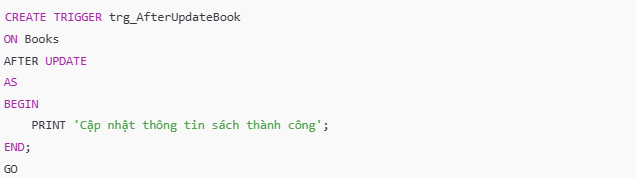 CREATE TRIGGER trg_AfterUpdateBook
ON Books
AFTER UPDATE
AS
BEGIN
    PRINT 'Cập nhật thông tin sách thành công';
END;
GO